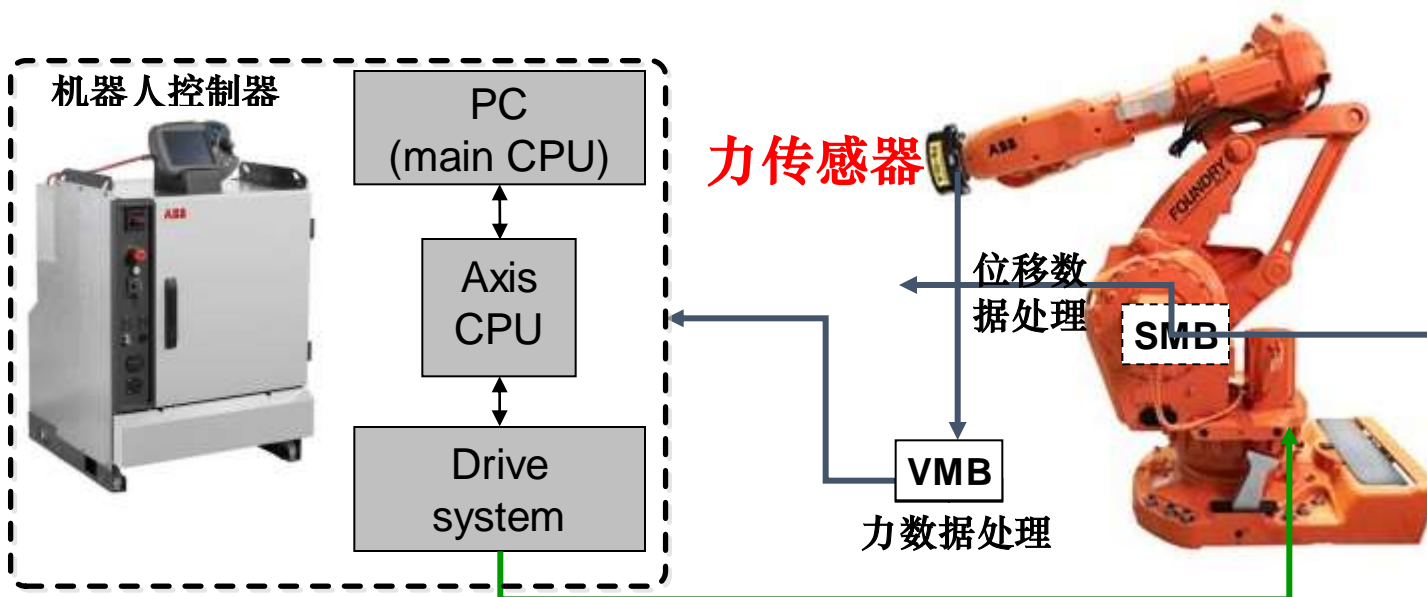 机器人控制器
PC
(main CPU)
Axis
CPU
Drive
system
ABB
力传感器
ABB
FOUNDRY
位移数
据处理
SMB
VMB
力数据处理